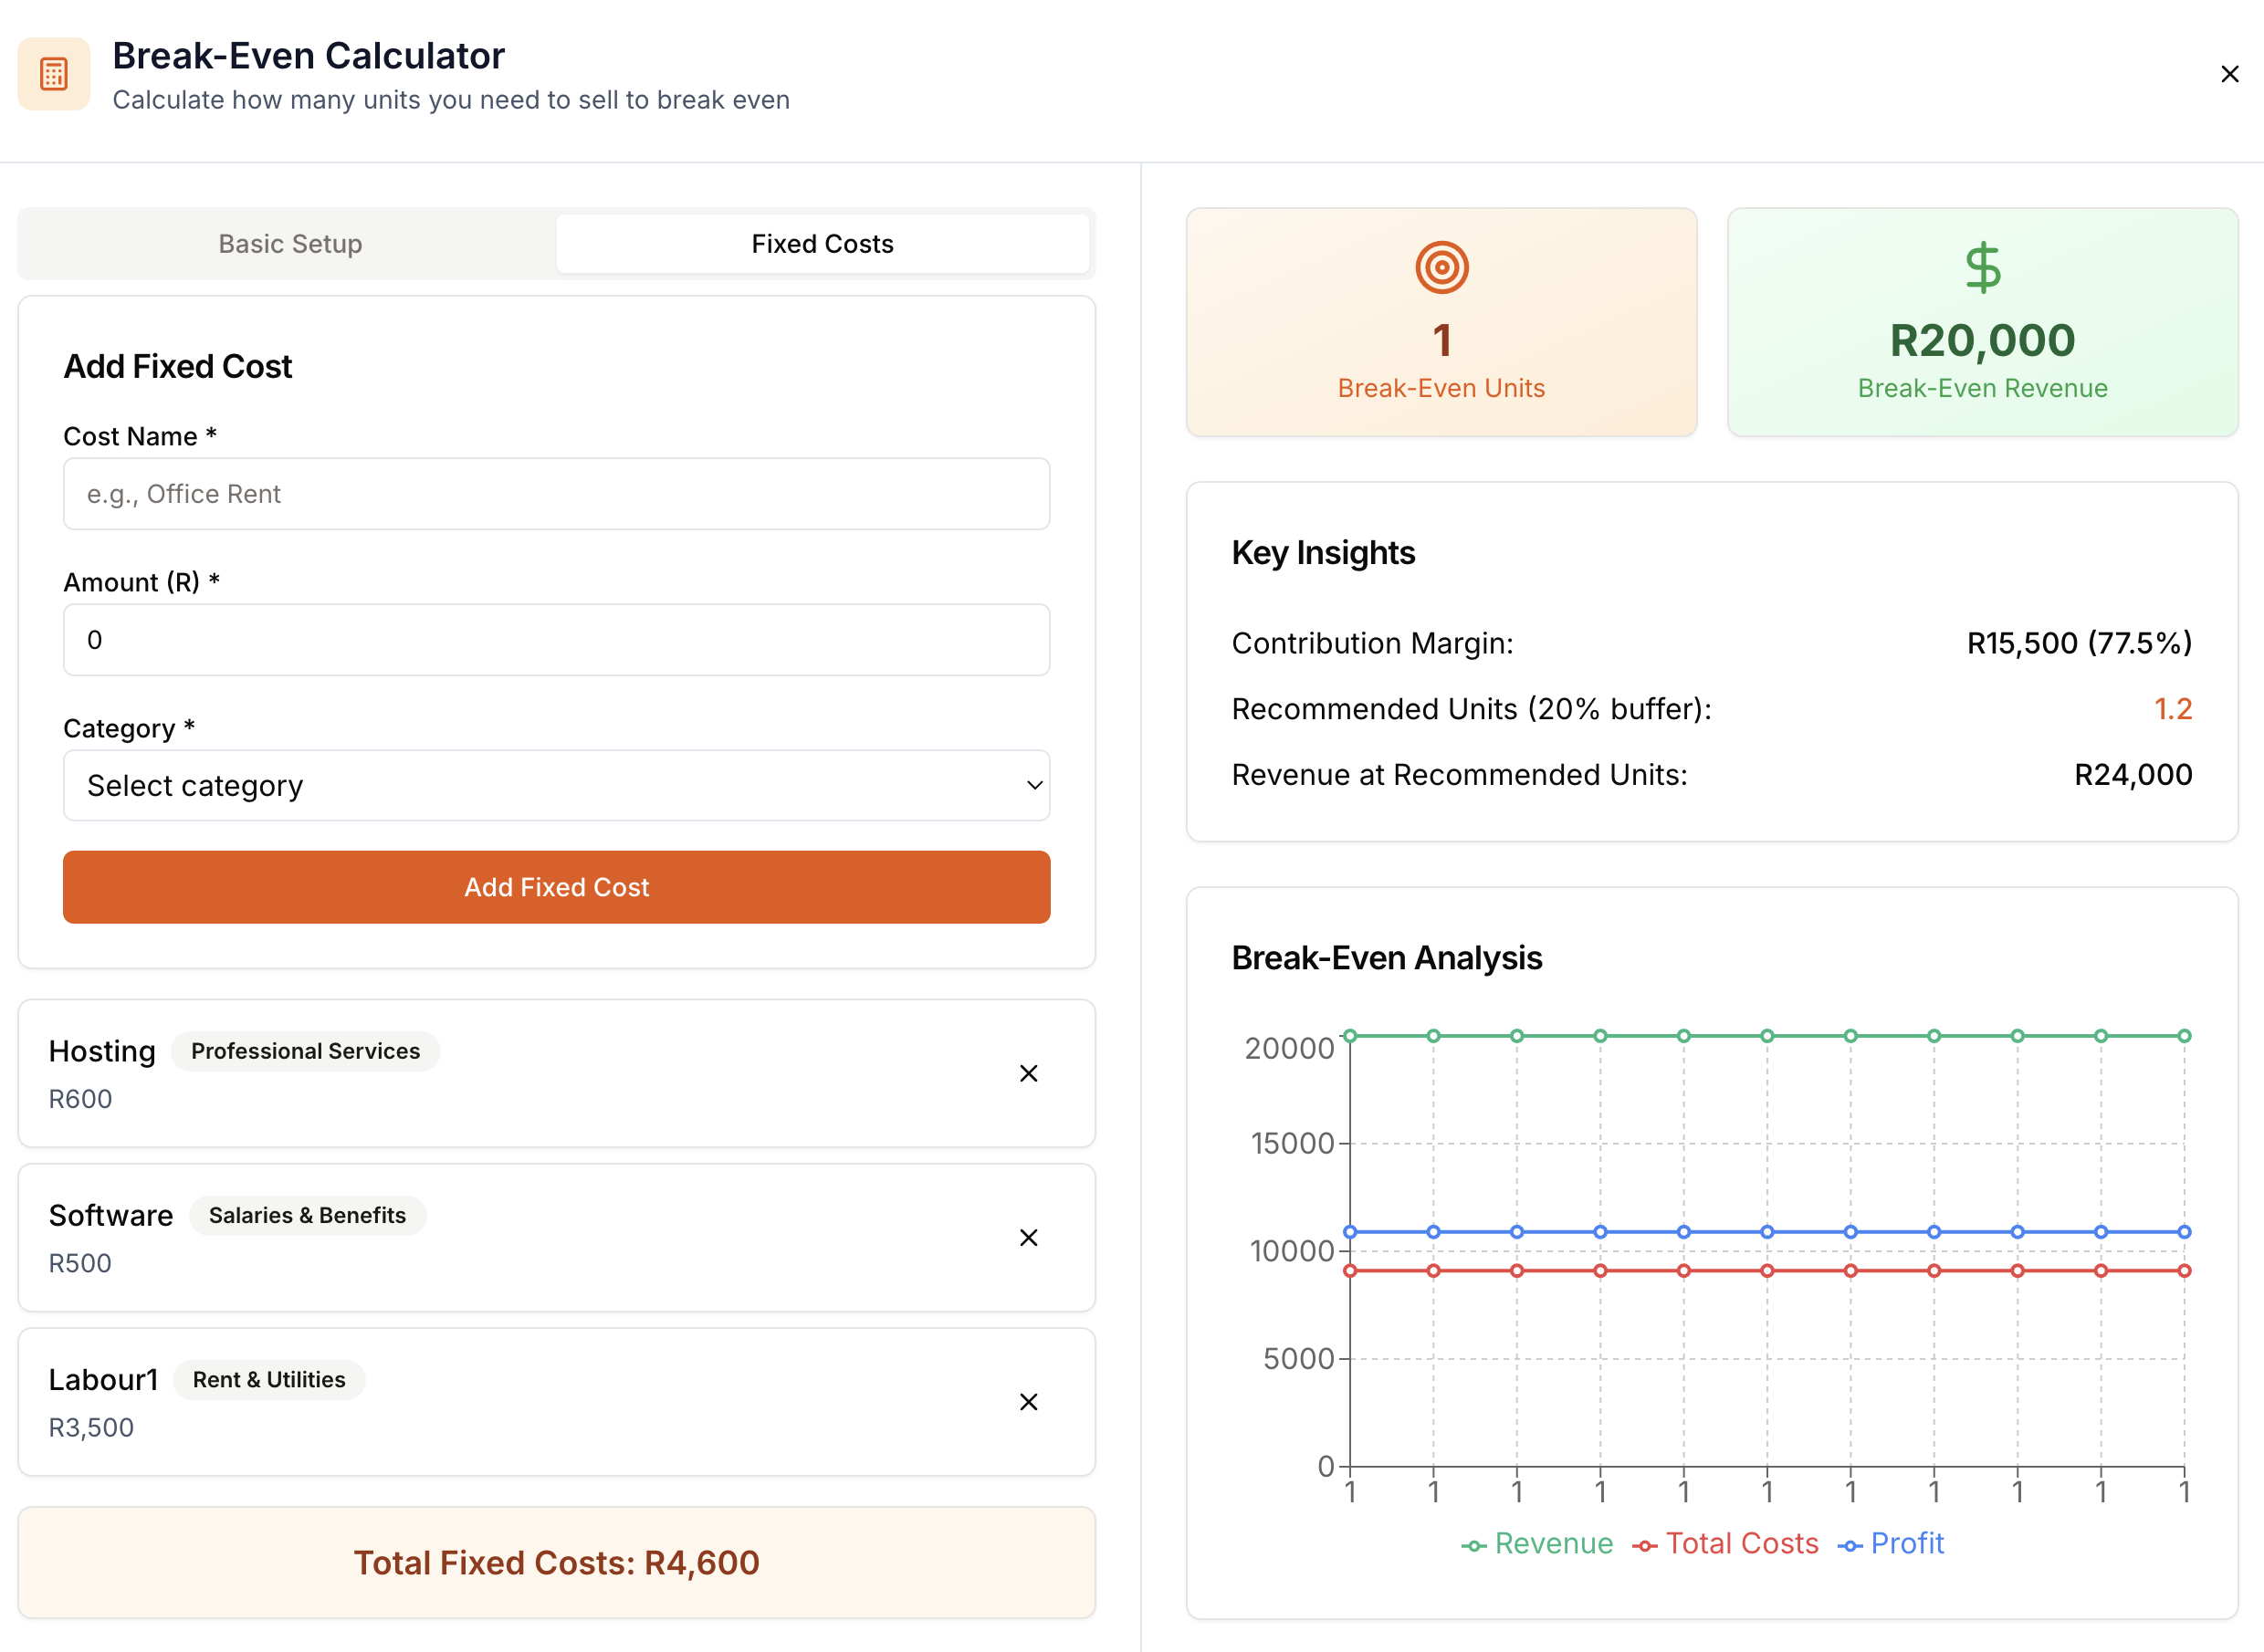 Break-Even Calculator
Calculate how many units you need to sell to break even
Basic Setup
Fixed Costs
Add Fixed Cost
Cost Name *
e.g., Office Rent
Amount (R) *
0
Category *
Select category
Add Fixed Cost
Hosting Professional Services
R600
Software Salaries & Benefits
R500
Labour1 Rent & Utilities
R3,500
Total Fixed Costs: R4,600
1
Break-Even Units
R20,000
Break-Even Revenue
Key Insights
Contribution Margin: R15,500 (77.5%)
Recommended Units (20% buffer): 1.2
Revenue at Recommended Units: R24,000
Break-Even Analysis
20000
15000
10000
5000
0
1 1 1 1 1 1 1 1 1 1 1
Revenue Total Costs Profit